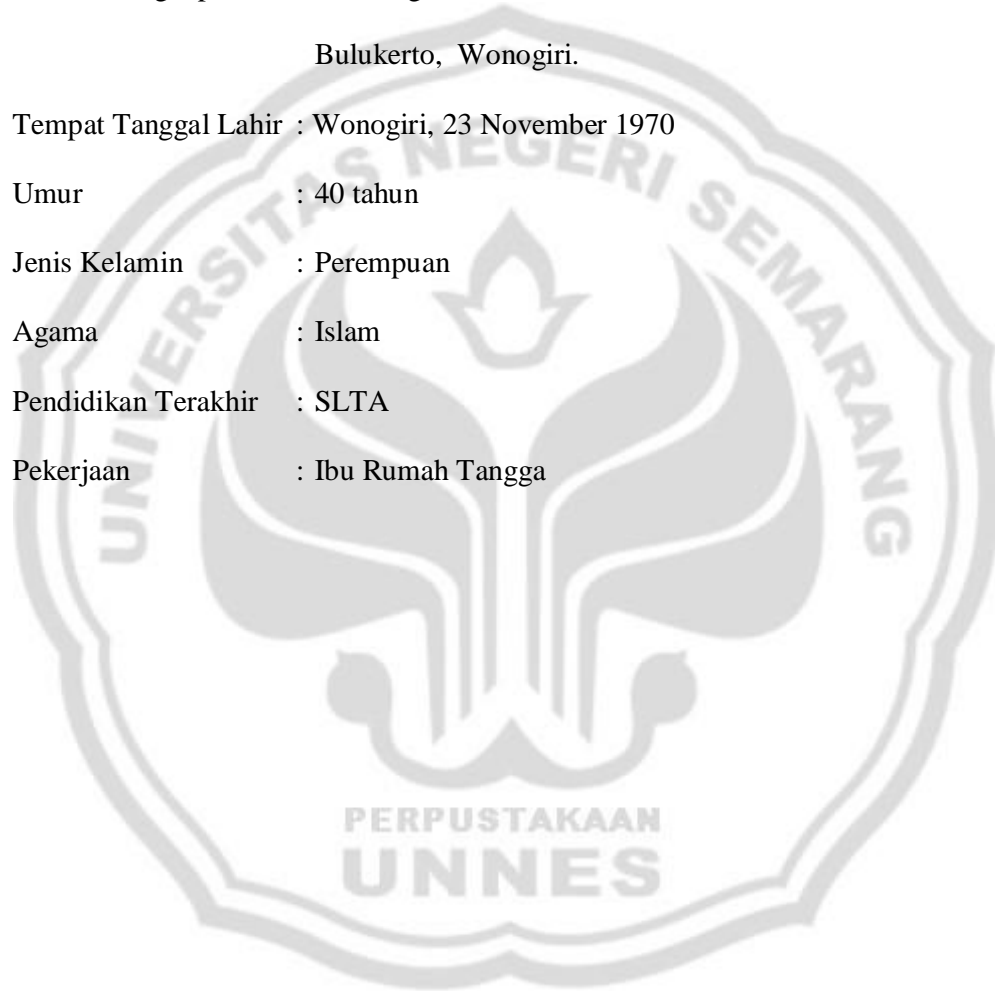 Bulukerto, Wonogiri.
Tempat Tanggal Lahir : Wonogiri, 23 November 1970
Umur : 40 tahun
Jenis Kelamin : Perempuan
Agama : Islam
Pendidikan Terakhir : SLTA
Pekerjaan : Ibu Rumah Tangga
UNIVERSITAS NEGERI SEMARANG
PERPUSTAKAAN
UNNES